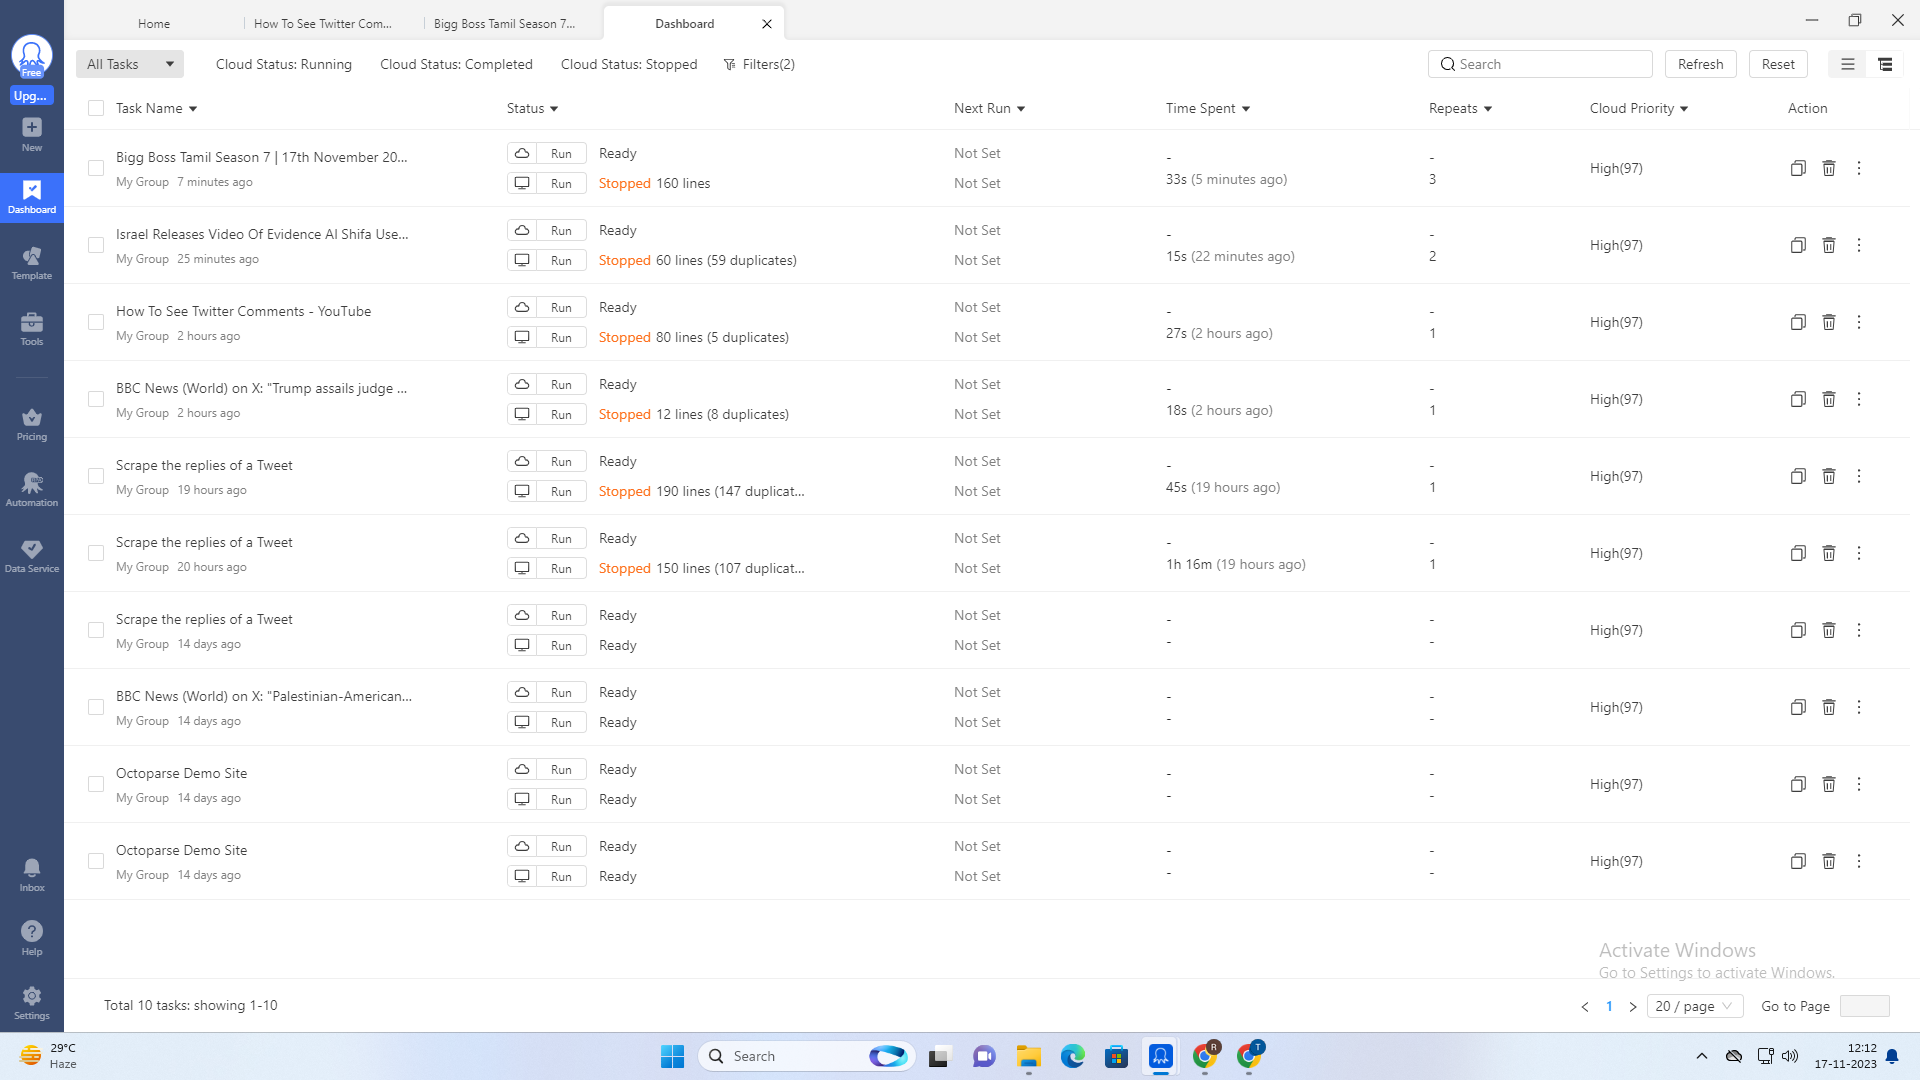 Home
How To See Twitter Com...
Bigg Boss Tamil Season 7...
Dashboard
Free
Upg...
New
Dashboard
Template
Tools
Pricing
Automation
Data Service
Inbox
Help
Settings
All Tasks
Cloud Status: Running
Cloud Status: Completed
Cloud Status: Stopped
Filters(2)
Search
Refresh
Reset
Task Name Status Next Run Time Spent Repeats Cloud Priority Action
Bigg Boss Tamil Season 7 | 17th November 20...
My Group 7 minutes ago
Run Ready Not Set - -
Run Stopped 160 lines Not Set 33s (5 minutes ago) 3
High(97)
Israel Releases Video Of Evidence Al Shifa Use...
My Group 25 minutes ago
Run Ready Not Set - -
Run Stopped 60 lines (59 duplicates) Not Set 15s (22 minutes ago) 2
High(97)
How To See Twitter Comments - YouTube
My Group 2 hours ago
Run Ready Not Set - -
Run Stopped 80 lines (5 duplicates) Not Set 27s (2 hours ago) 1
High(97)
BBC News (World) on X: "Trump assails judge ...
My Group 2 hours ago
Run Ready Not Set - -
Run Stopped 12 lines (8 duplicates) Not Set 18s (2 hours ago) 1
High(97)
Scrape the replies of a Tweet
My Group 19 hours ago
Run Ready Not Set - -
Run Stopped 190 lines (147 duplicat... Not Set 45s (19 hours ago) 1
High(97)
Scrape the replies of a Tweet
My Group 20 hours ago
Run Ready Not Set - -
Run Stopped 150 lines (107 duplicat... Not Set 1h 16m (19 hours ago) 1
High(97)
Scrape the replies of a Tweet
My Group 14 days ago
Run Ready Not Set - -
Run Ready Not Set - -
High(97)
BBC News (World) on X: "Palestinian-American...
My Group 14 days ago
Run Ready Not Set - -
Run Ready Not Set - -
High(97)
Octoparse Demo Site
My Group 14 days ago
Run Ready Not Set - -
Run Ready Not Set - -
High(97)
Octoparse Demo Site
My Group 14 days ago
Run Ready Not Set - -
Run Ready Not Set - -
High(97)
Activate Windows
Go to Settings to activate Windows.
Total 10 tasks: showing 1-10
< 1 > 20 / page Go to Page
29°C
Haze
Search
R
T
12:12
17-11-2023